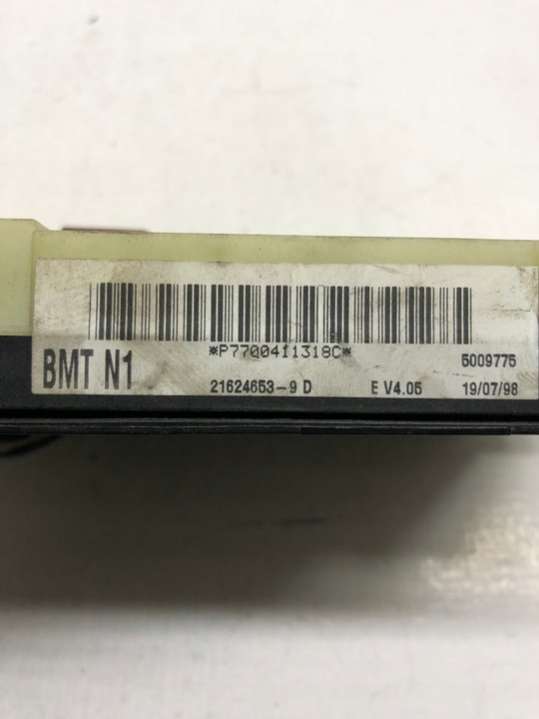 *P7700411318C*
5009775
BMT N1
21624653-9 D E V4.05 19/07/98